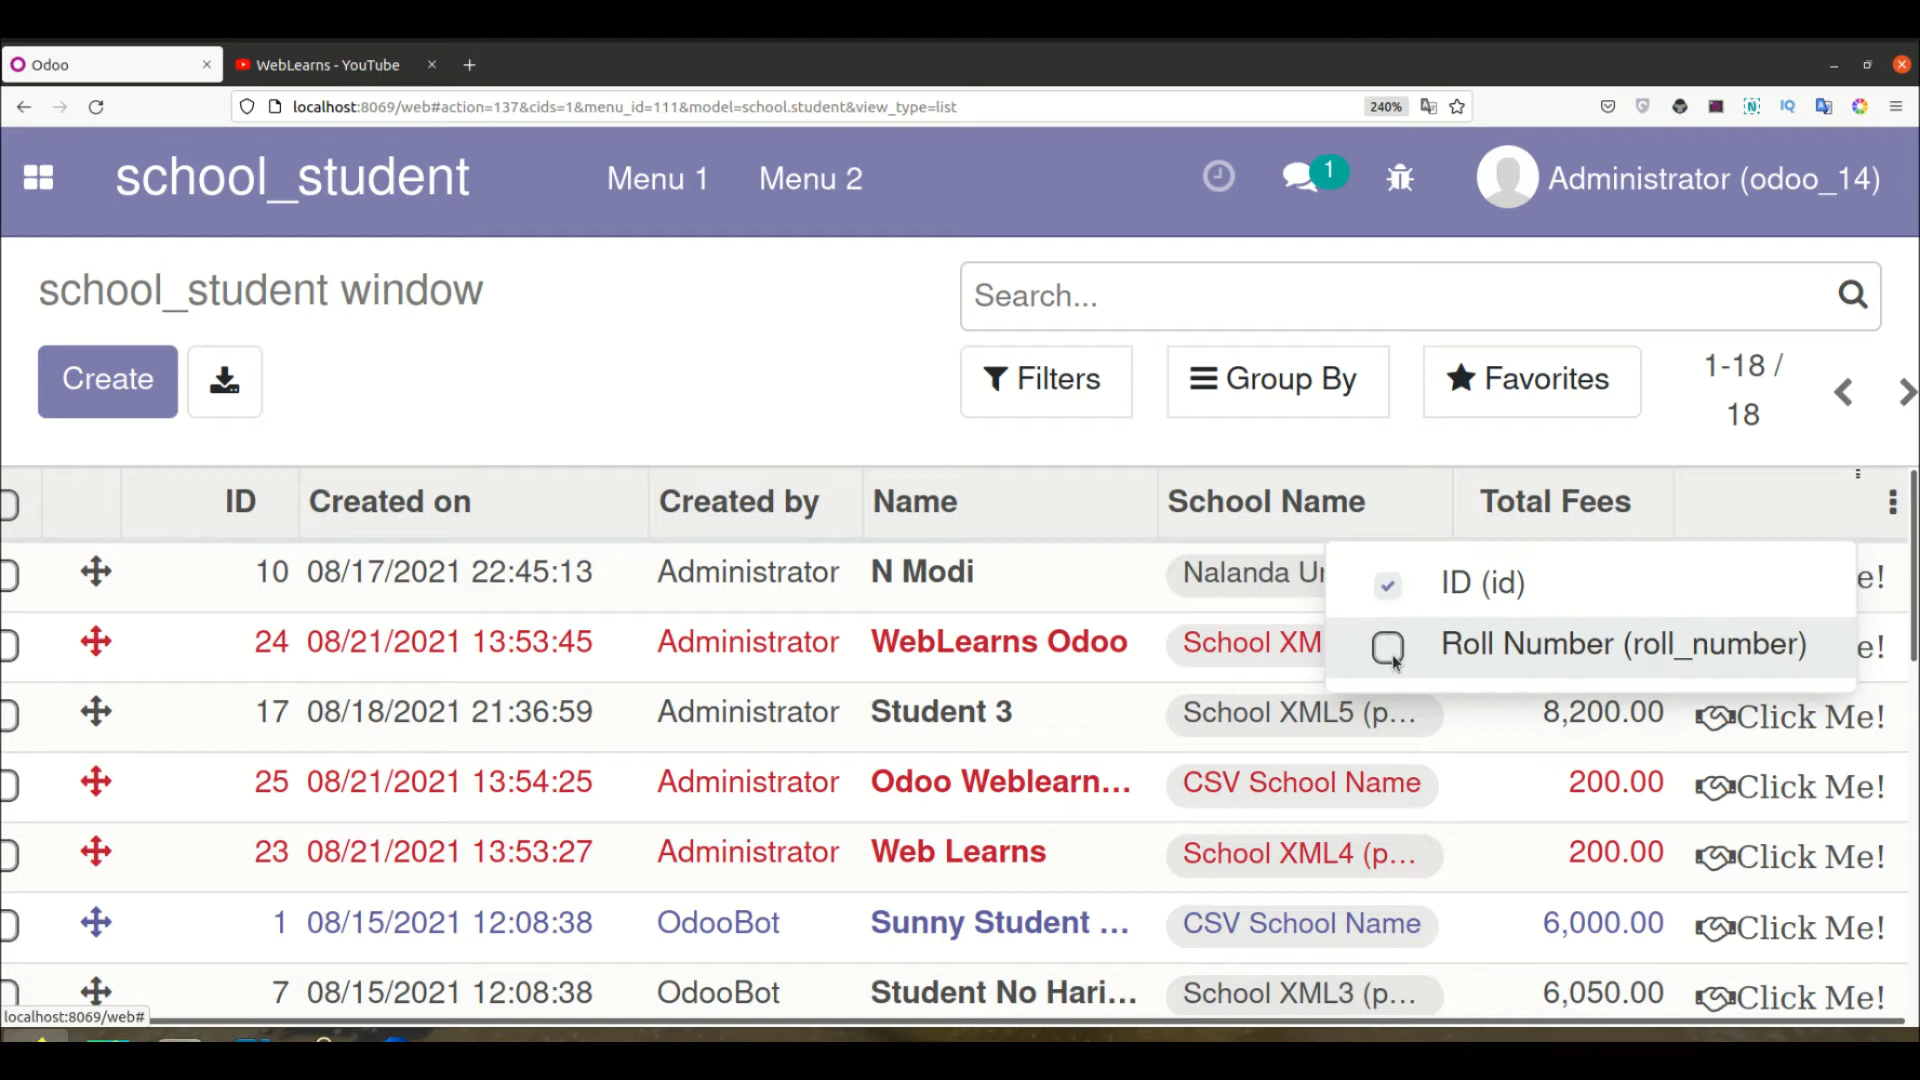 Odoo
WebLearns - YouTube
localhost:8069/web#action=137&cids=1&menu_id=111&model=school.student&view_type=list
240%
IQ
school_student
Menu 1
Menu 2
1
Administrator (odoo_14)
school_student window
Search...
Create
Filters
Group By
Favorites
1-18 /
18
ID Created on Created by Name School Name Total Fees
10 08/17/2021 22:45:13 Administrator N Modi Nalanda Ur e!
ID (id)
24 08/21/2021 13:53:45 Administrator WebLearns Odoo School XM e!
Roll Number (roll_number)
17 08/18/2021 21:36:59 Administrator Student 3 School XML5 (p... 8,200.00 Click Me!
25 08/21/2021 13:54:25 Administrator Odoo Weblearn... CSV School Name 200.00 Click Me!
23 08/21/2021 13:53:27 Administrator Web Learns School XML4 (p... 200.00 Click Me!
1 08/15/2021 12:08:38 OdooBot Sunny Student ... CSV School Name 6,000.00 Click Me!
7 08/15/2021 12:08:38 OdooBot Student No Hari... School XML3 (p... 6,050.00 Click Me!
localhost:8069/web#